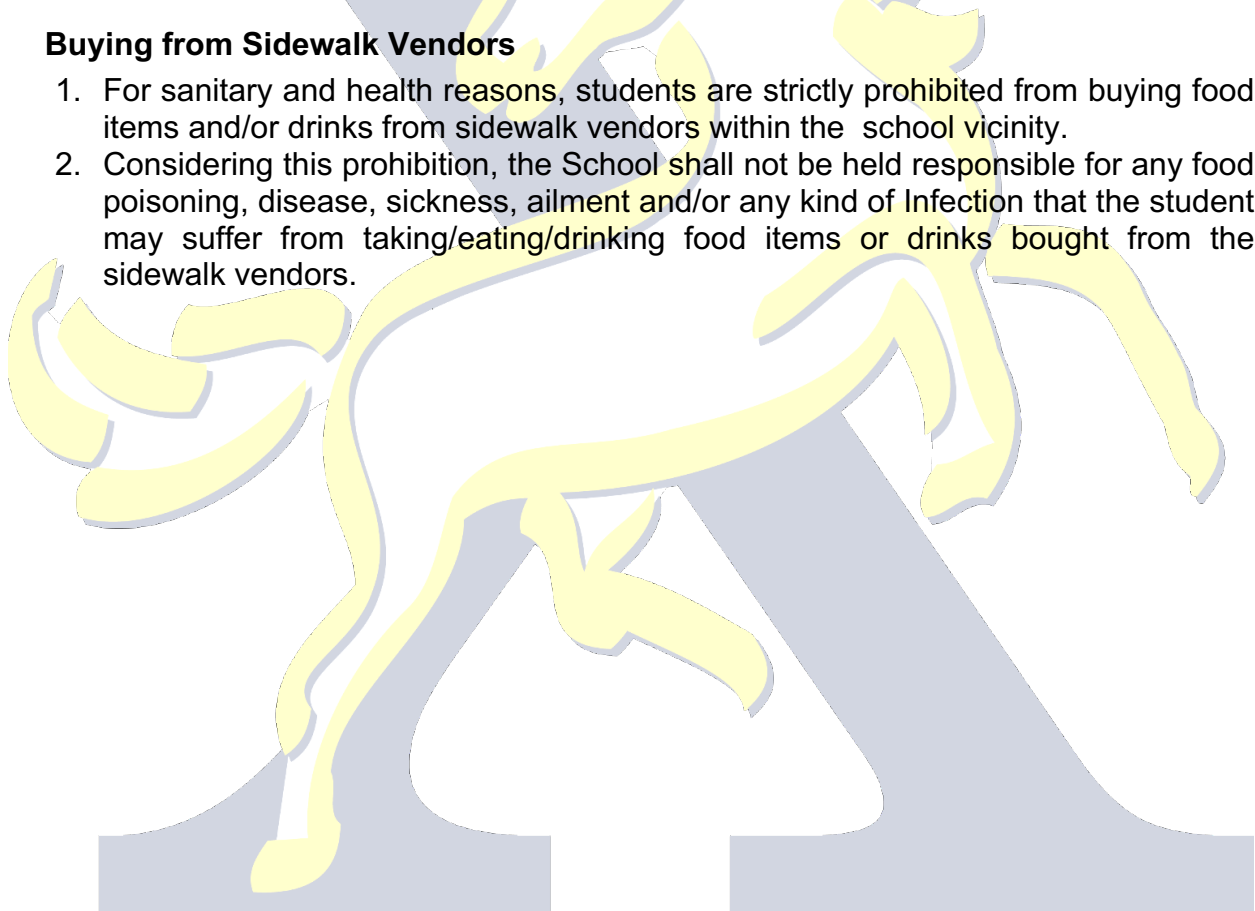 Buying from Sidewalk Vendors
1. For sanitary and health reasons, students are strictly prohibited from buying food
items and/or drinks from sidewalk vendors within the school vicinity.
2. Considering this prohibition, the School shall not be held responsible for any food
poisoning, disease, sickness, ailment and/or any kind of Infection that the student
may suffer from taking/eating/drinking food items or drinks bought from the
sidewalk vendors.